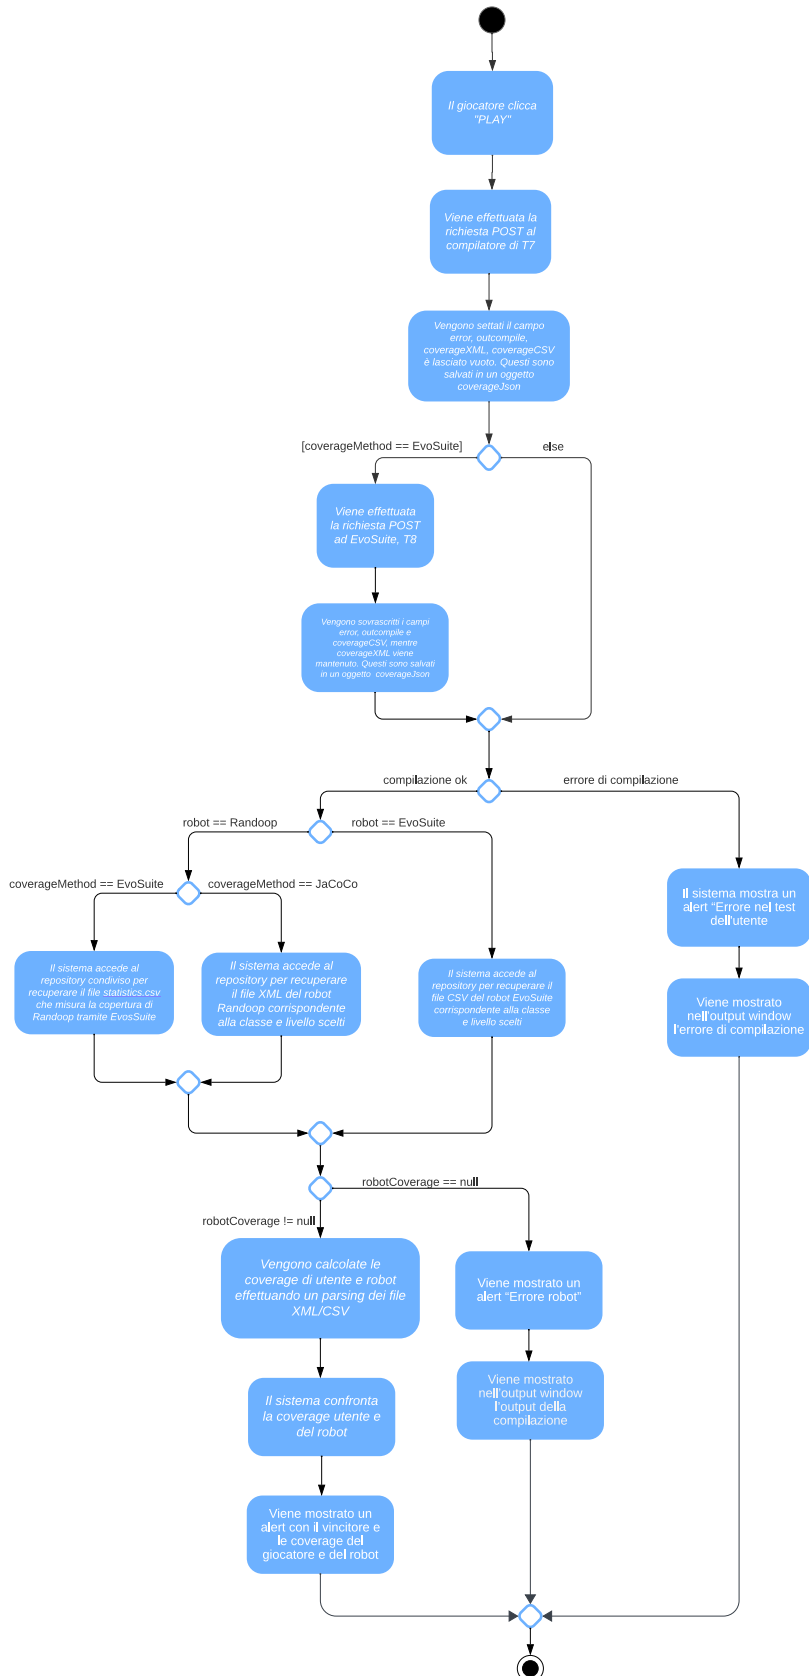 Il giocatore clicca
"PLAY"
Viene effettuata la
richiesta POST al
compilatore di T7
Vengono settati il campo
error, outcompile,
coverageXML, coverageCSV
è lasciato vuoto. Questi sono
salvati in un oggetto
coverageJson
[coverageMethod == EvoSuite]
else
Viene effettuata
la richiesta POST
ad EvoSuite, T8
Vengono sovrascritti i campi
error, outcompile e
coverageCSV, mentre
coverageXML viene
mantenuto. Questi sono salvati
in un oggetto coverageJson
compilazione ok
errore di compilazione
robot == Randoop
robot == EvoSuite
coverageMethod == EvoSuite
coverageMethod == JaCoCo
Il sistema mostra un
alert “Errore nel test
dell'utente
Il sistema accede al
repository condiviso per
recuperare il file statistics.csv
che misura la copertura di
Randoop tramite EvosSuite
Il sistema accede al
repository per recuperare
il file XML del robot
Randoop corrispondente
alla classe e livello scelti
Il sistema accede al
repository per recuperare il
file CSV del robot EvoSuite
corrispondente alla classe
e livello scelti
Viene mostrato
nell'output window
l'errore di compilazione
robotCoverage == null
robotCoverage != null
Vengono calcolate le
coverage di utente e robot
effettuando un parsing dei file
XML/CSV
Viene mostrato un
alert “Errore robot”
Il sistema confronta
la coverage utente e
del robot
Viene mostrato
nell'output window
l'output della
compilazione
Viene mostrato un
alert con il vincitore e
le coverage del
giocatore e del robot